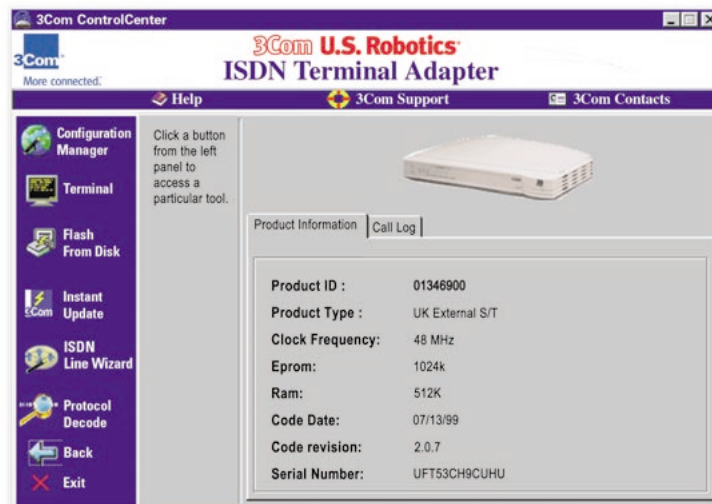 3Com ControlCenter
3Com
More connected.
3Com U.S. Robotics
ISDN Terminal Adapter
Help
3Com Support
3Com Contacts
Configuration
Manager
Terminal
Flash
From Disk
Instant
Update
ISDN
Line Wizard
Protocol
Decode
Back
Exit
Click a button
from the left
panel to
access a
particular tool.
Product Information
Call Log
Product ID : 01346900
Product Type : UK External S/T
Clock Frequency: 48 MHz
Eprom: 1024k
Ram: 512K
Code Date: 07/13/99
Code revision: 2.0.7
Serial Number: UFT53CH9CUHU